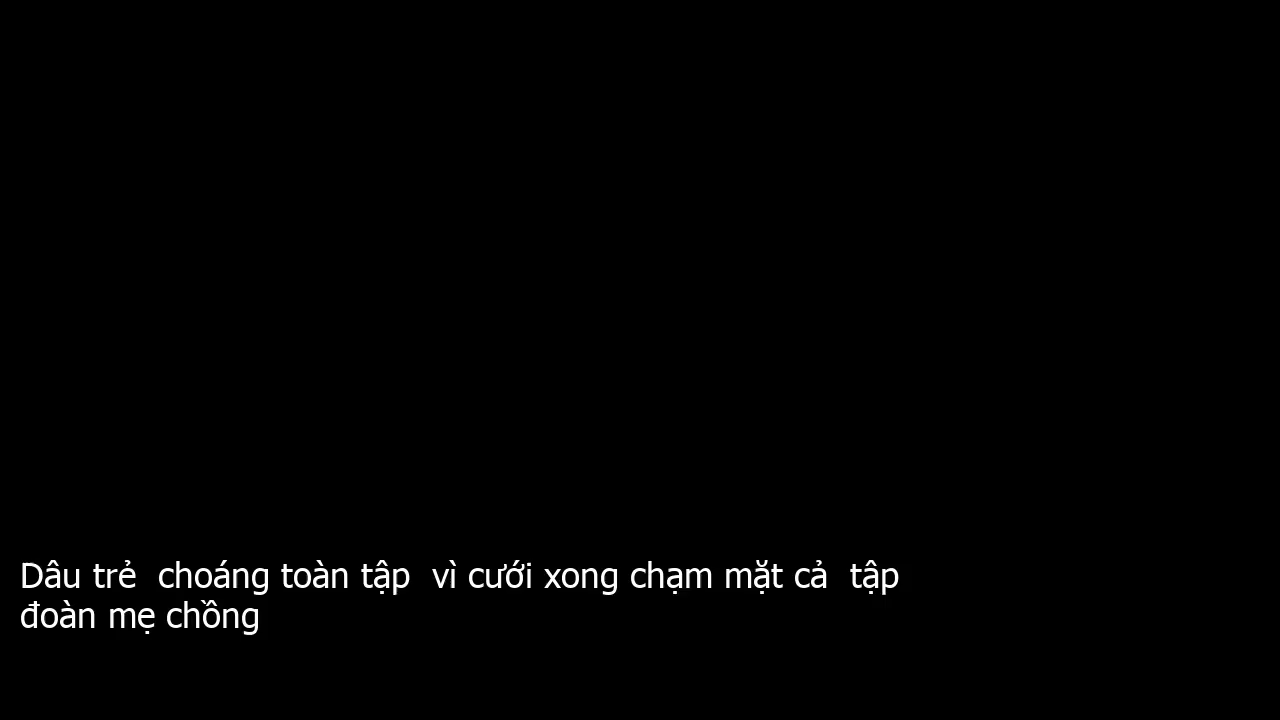 Dâu trẻ  choáng toàn tập  vì cưới xong chạm mặt cả  tập
đoàn mẹ chồng